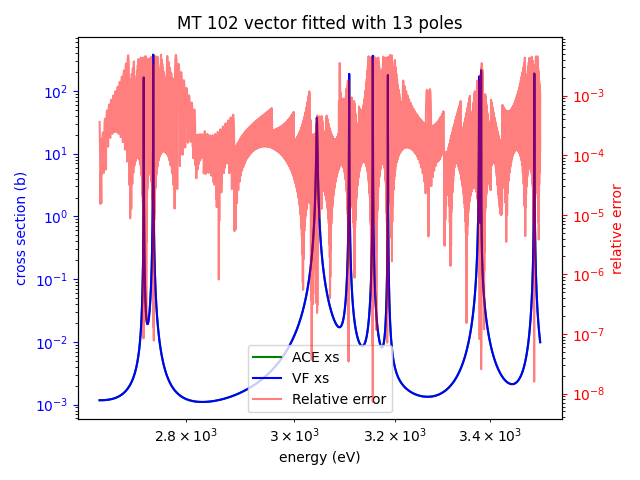 MT 102 vector fitted with 13 poles
cross section (b)
10²
10¹
10⁰
10⁻¹
10⁻²
10⁻³
10⁻³
10⁻⁴
10⁻⁵
10⁻⁶
10⁻⁷
10⁻⁸
relative error
ACE xs
VF xs
Relative error
2.8 × 10³ 3 × 10³ 3.2 × 10³ 3.4 × 10³
energy (eV)